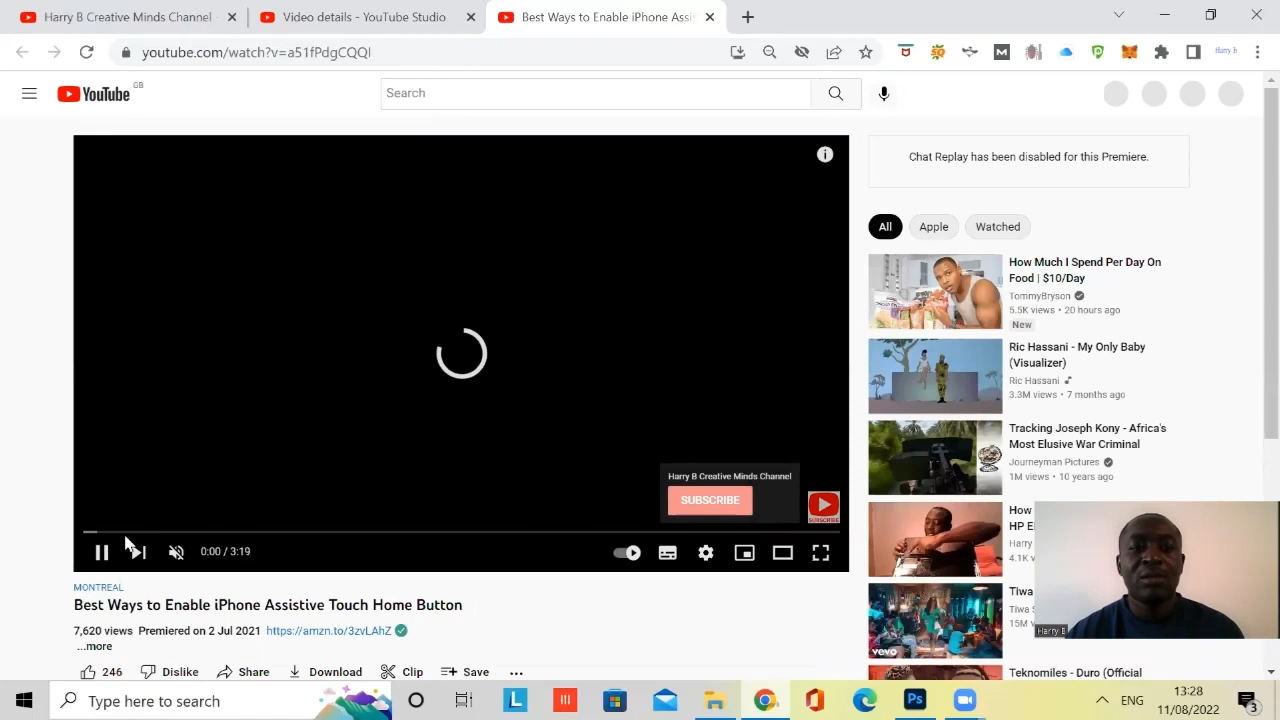 Harry B Creative Minds Channel -
Video details - YouTube Studio
Best Ways to Enable iPhone Assis
youtube.com/watch?v=a51fPdgCQQI
Harry B
YouTube GB
Search
Chat Replay has been disabled for this Premiere.
All
Apple
Watched
How Much I Spend Per Day On
Food | $10/Day
TommyBryson
5.5K views • 20 hours ago
New
Ric Hassani - My Only Baby
(Visualizer)
Ric Hassani
3.3M views • 7 months ago
Tracking Joseph Kony - Africa's
Most Elusive War Criminal
Journeyman Pictures
1M views • 10 years ago
How
HP E
Harry
4.1K v
Tiwa
Tiwa S
15M v
vevo
Teknomiles - Duro (Official
Harry B
Harry B Creative Minds Channel
SUBSCRIBE
SUBSCRIBE
0:00 / 3:19
MONTREAL
Best Ways to Enable iPhone Assistive Touch Home Button
7,620 views Premiered on 2 Jul 2021 https://amzn.to/3zvLAhZ
...more
246
Dislike
Share
Download
Clip
Save
Type here to search
L
Ps
ENG
13:28
11/08/2022
3